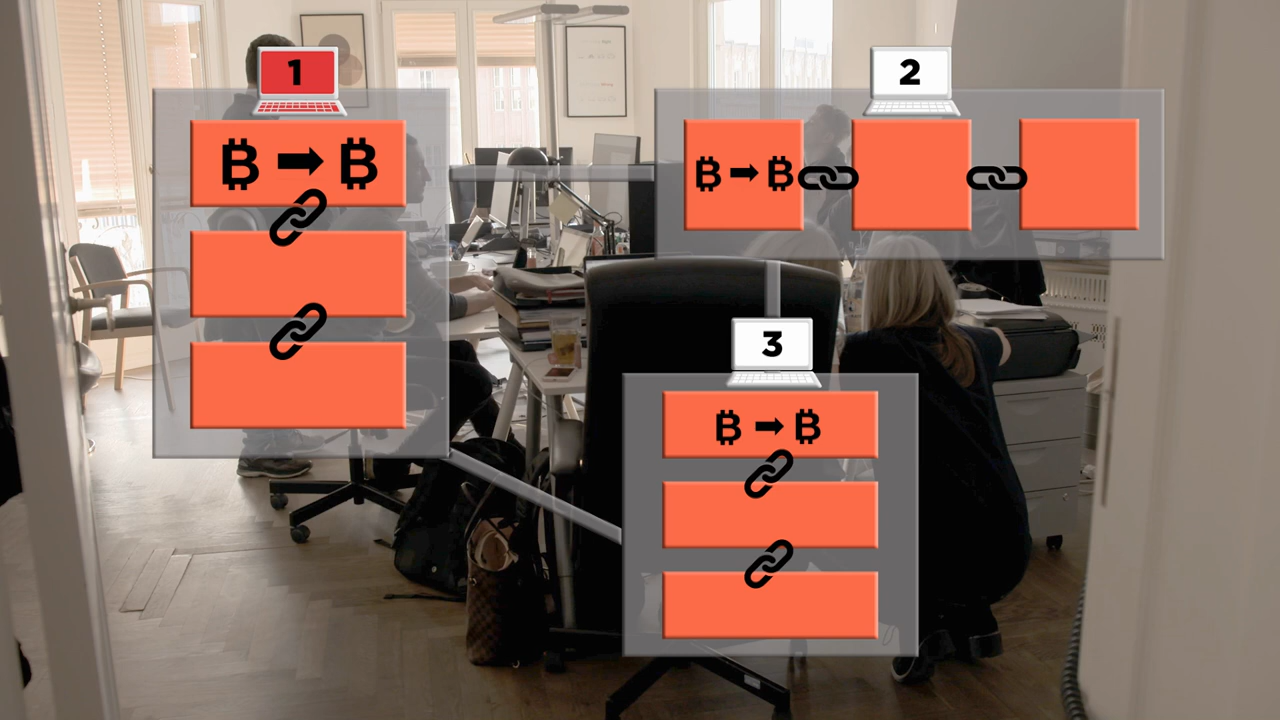 1
₿ ➡ ₿
2
₿ ➡ ₿
3
₿ ➡ ₿